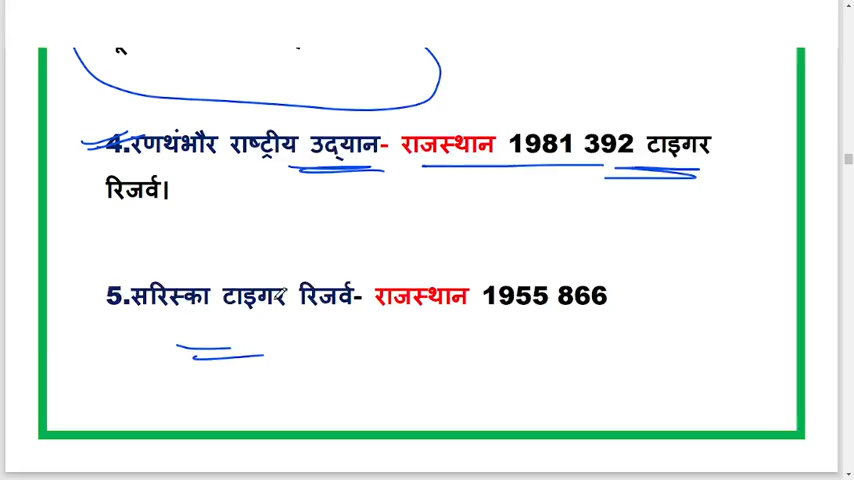 4.रणथंभौर राष्ट्रीय उद्यान- राजस्थान 1981 392 टाइगर
रिजर्व।
5.सरिस्का टाइगर रिजर्व- राजस्थान 1955 866